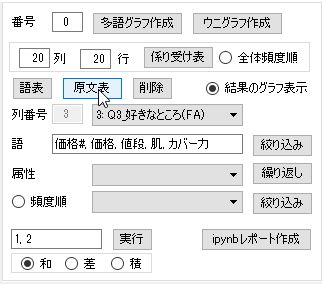 番号 0 多語グラフ作成 ウニグラフ作成
20 列 20 行 係り受け表 全体頻度順
語表 原文表 削除 結果のグラフ表示
列番号 3 3: Q3_好きなところ(FA)
語 価格#, 価格, 値段, 肌, カバー力 絞り込み
属性 繰り返し
頻度順 絞り込み
1, 2 実行 ipynbレポート作成
和 差 積